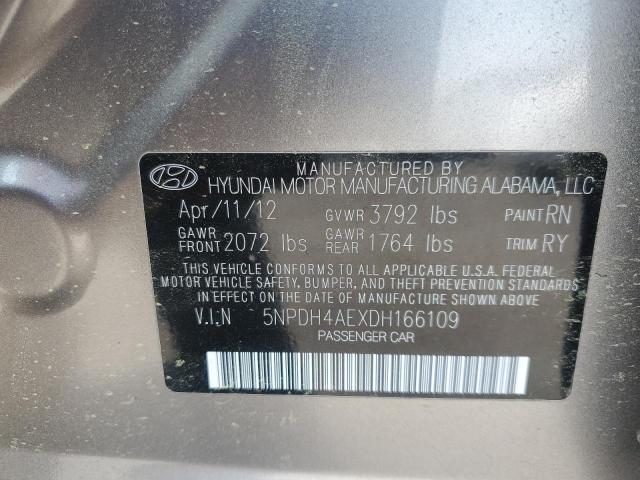 MANUFACTURED BY
HYUNDAI MOTOR MANUFACTURING ALABAMA, LLC
Apr/11/12 GVWR 3792 lbs PAINT RN
GAWR FRONT 2072 lbs GAWR REAR 1764 lbs TRIM RY
THIS VEHICLE CONFORMS TO ALL APPLICABLE U.S.A. FEDERAL
MOTOR VEHICLE SAFETY, BUMPER, AND THEFT PREVENTION
STANDARDS IN EFFECT ON THE DATE OF MANUFACTURE SHOWN ABOVE
V.I.N 5NPDH4AEXDH166109
PASSENGER CAR